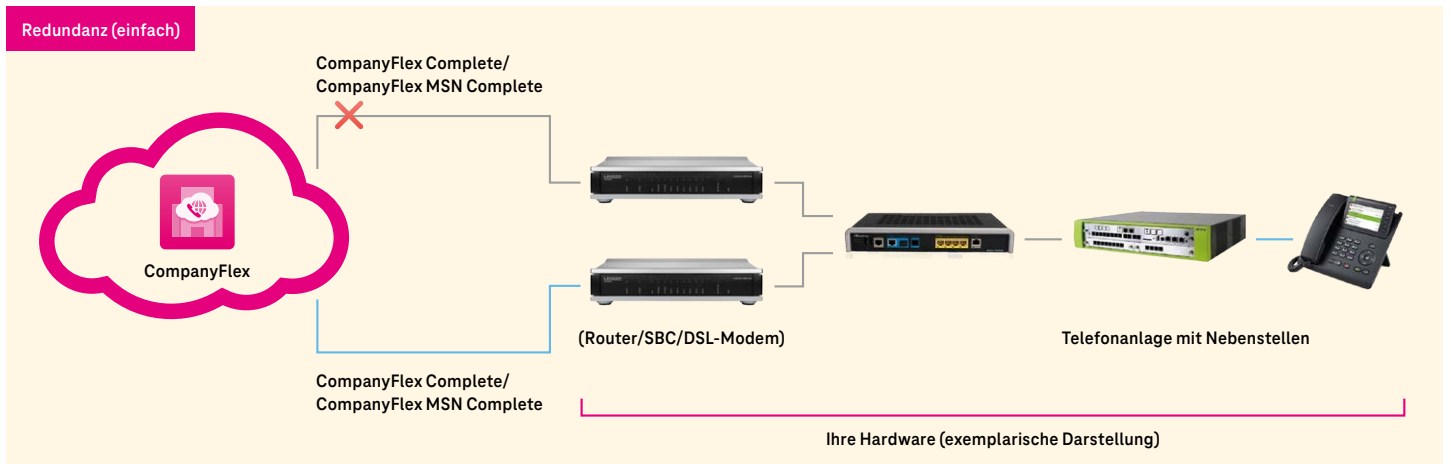 Redundanz (einfach)
CompanyFlex Complete/
CompanyFlex MSN Complete
CompanyFlex
(Router/SBC/DSL-Modem)
Telefonanlage mit Nebenstellen
CompanyFlex Complete/
CompanyFlex MSN Complete
Ihre Hardware (exemplarische Darstellung)